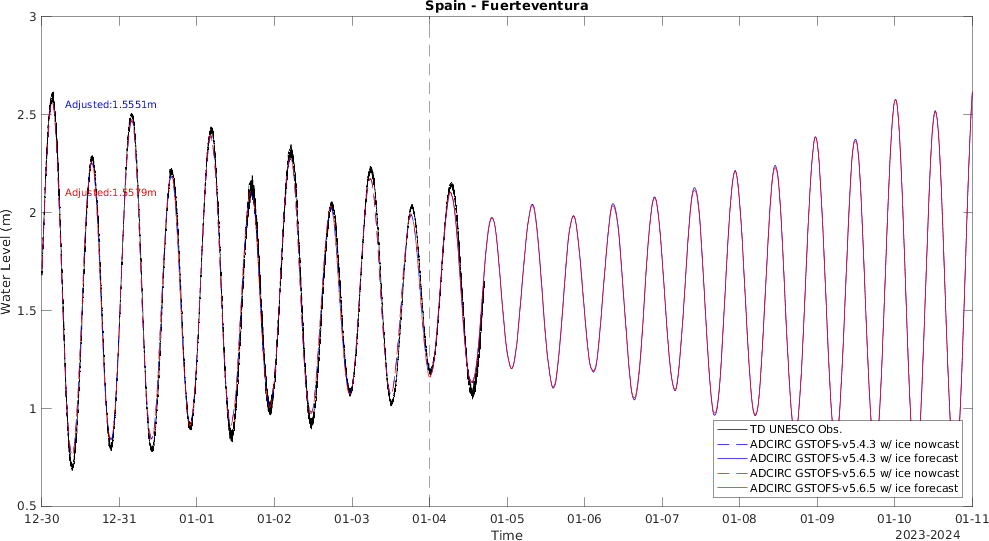 Spain - Fuerteventura
3
2.5
2
1.5
1
0.5
Water Level (m)
Adjusted:1.5551m
Adjusted:1.5579m
TD UNESCO Obs.
ADCIRC GSTOFS-v5.4.3 w/ ice nowcast
ADCIRC GSTOFS-v5.4.3 w/ ice forecast
ADCIRC GSTOFS-v5.6.5 w/ ice nowcast
ADCIRC GSTOFS-v5.6.5 w/ ice forecast
12-30 12-31 01-01 01-02 01-03 01-04 01-05 01-06 01-07 01-08 01-09 01-10 01-11
Time
2023-2024